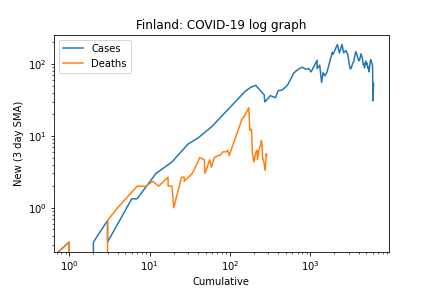 Finland: COVID-19 log graph
Cases
Deaths
New (3 day SMA)
10²
10¹
10⁰
10⁰ 10¹ 10² 10³
Cumulative